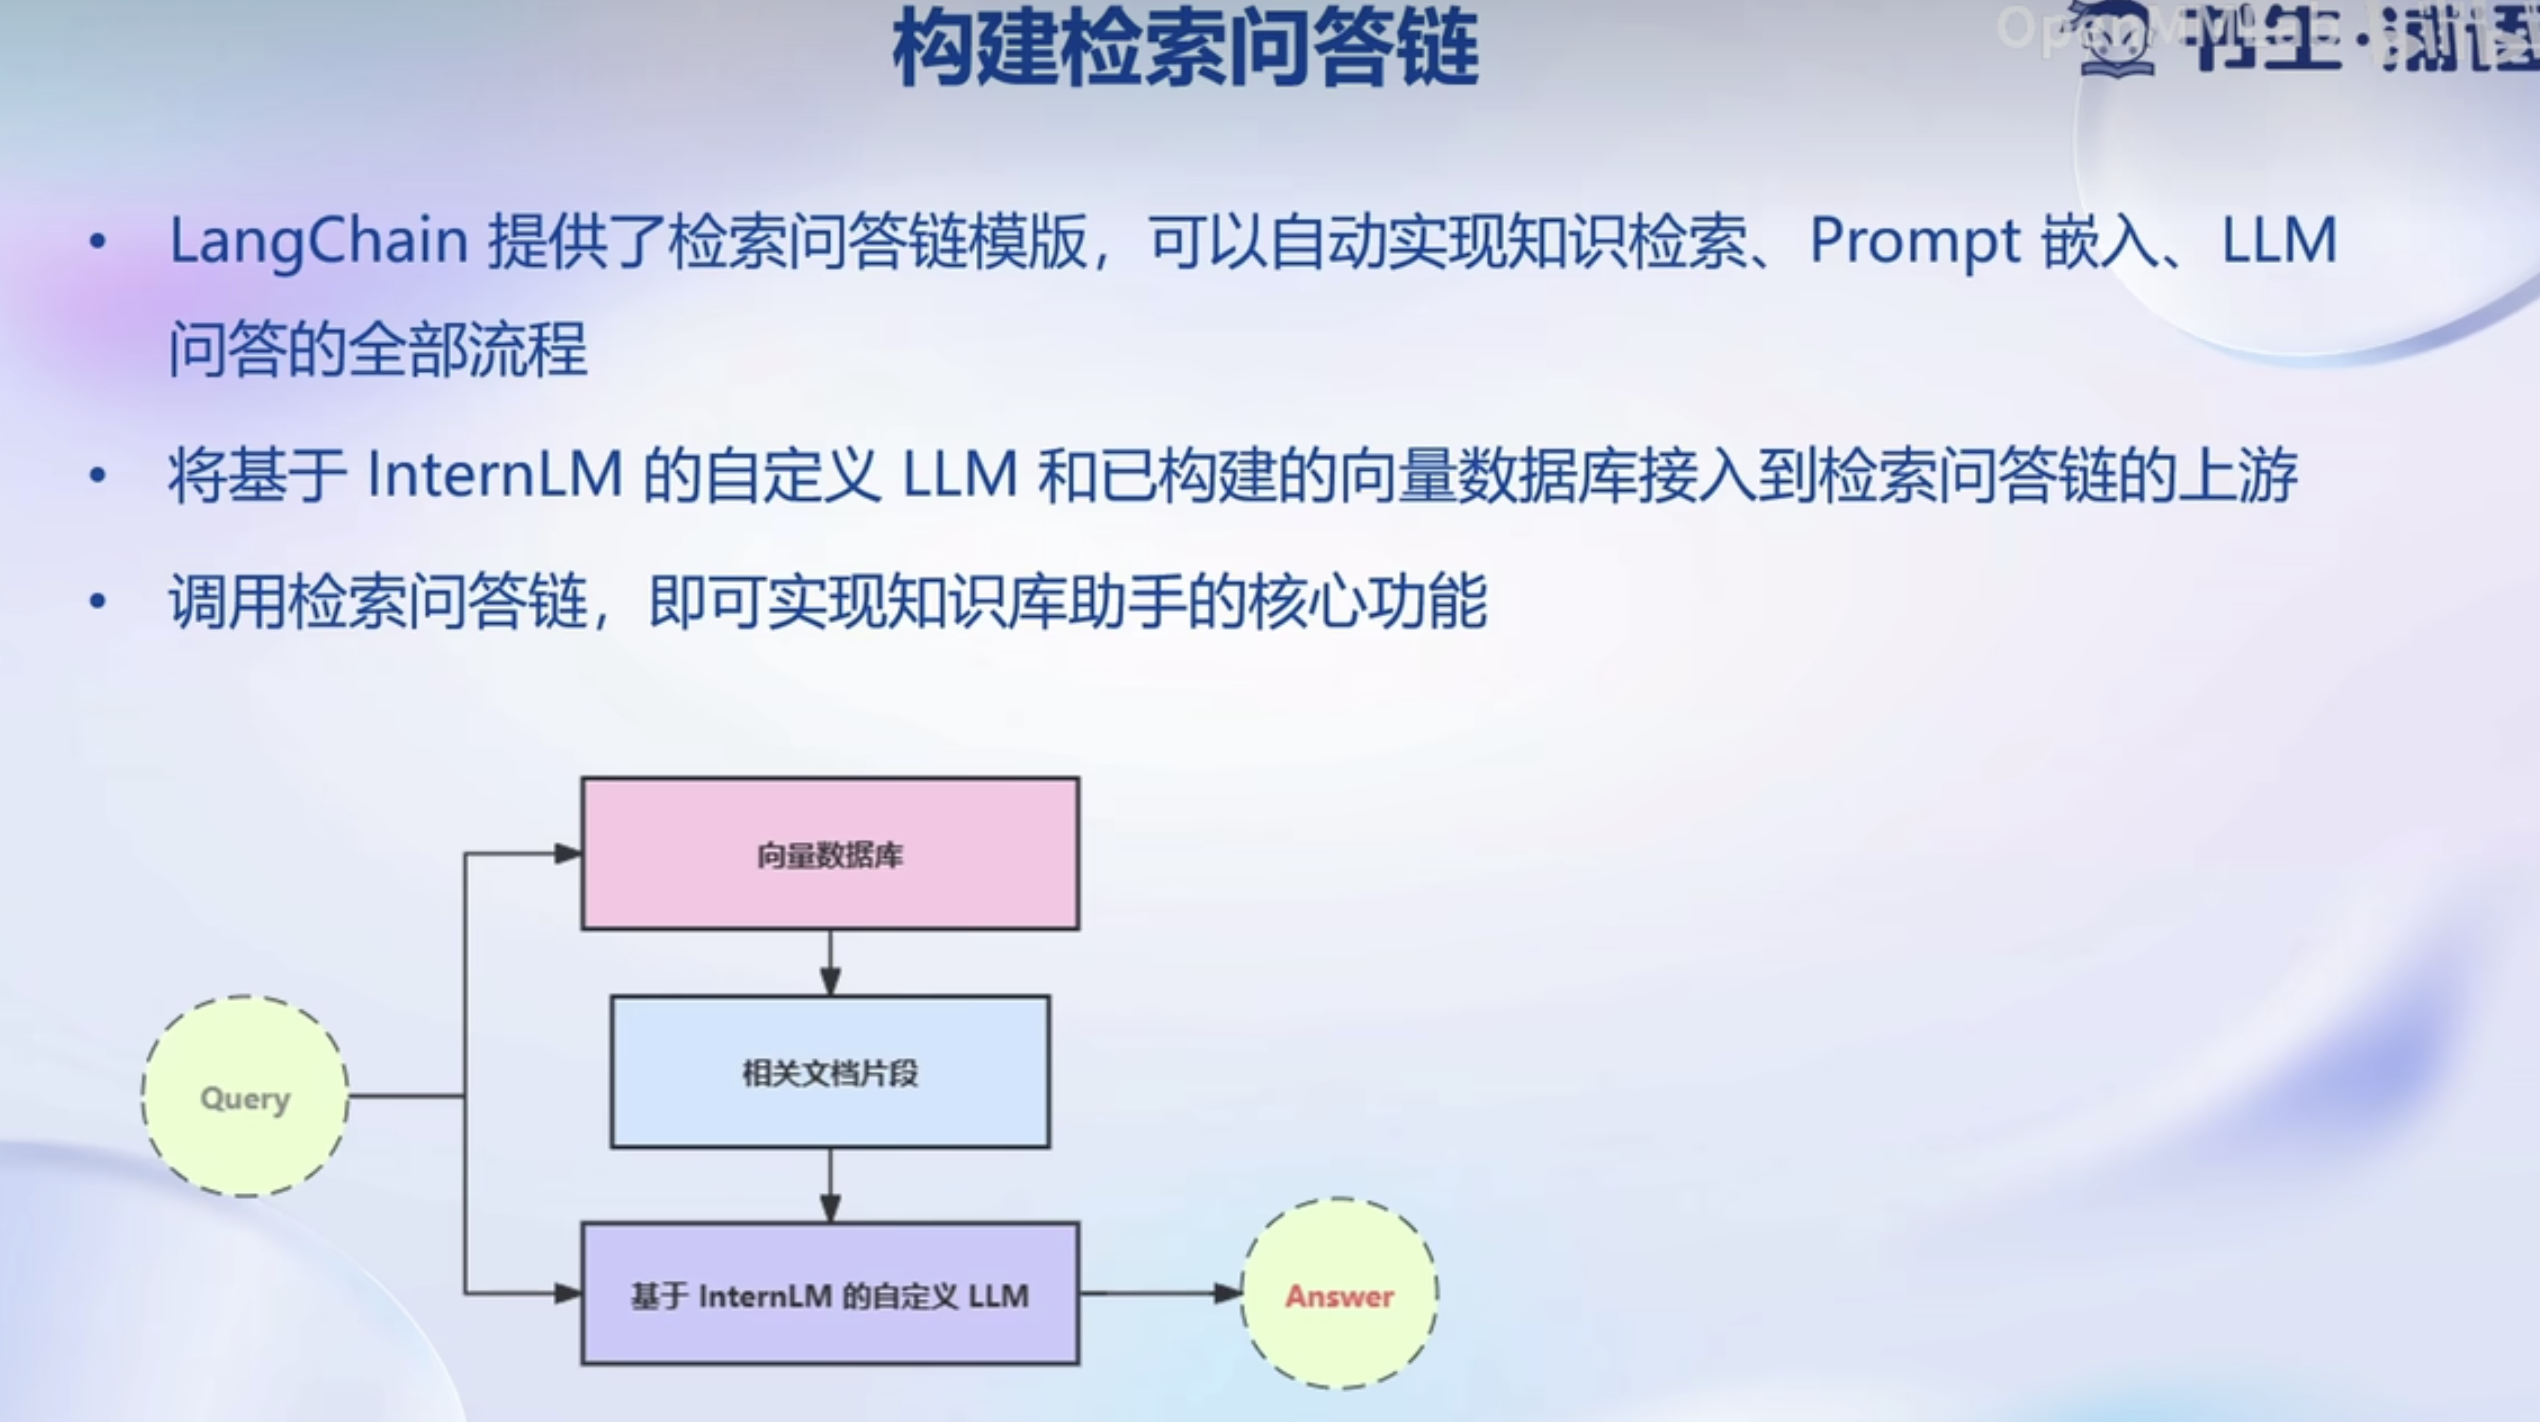 构建检索问答链
OpenMMLab
书生·浦语
• LangChain 提供了检索问答链模版，可以自动实现知识检索、Prompt 嵌入、LLM
问答的全部流程
• 将基于 InternLM 的自定义 LLM 和已构建的向量数据库接入到检索问答链的上游
• 调用检索问答链，即可实现知识库助手的核心功能
向量数据库
相关文档片段
Query
基于 InternLM 的自定义 LLM
Answer